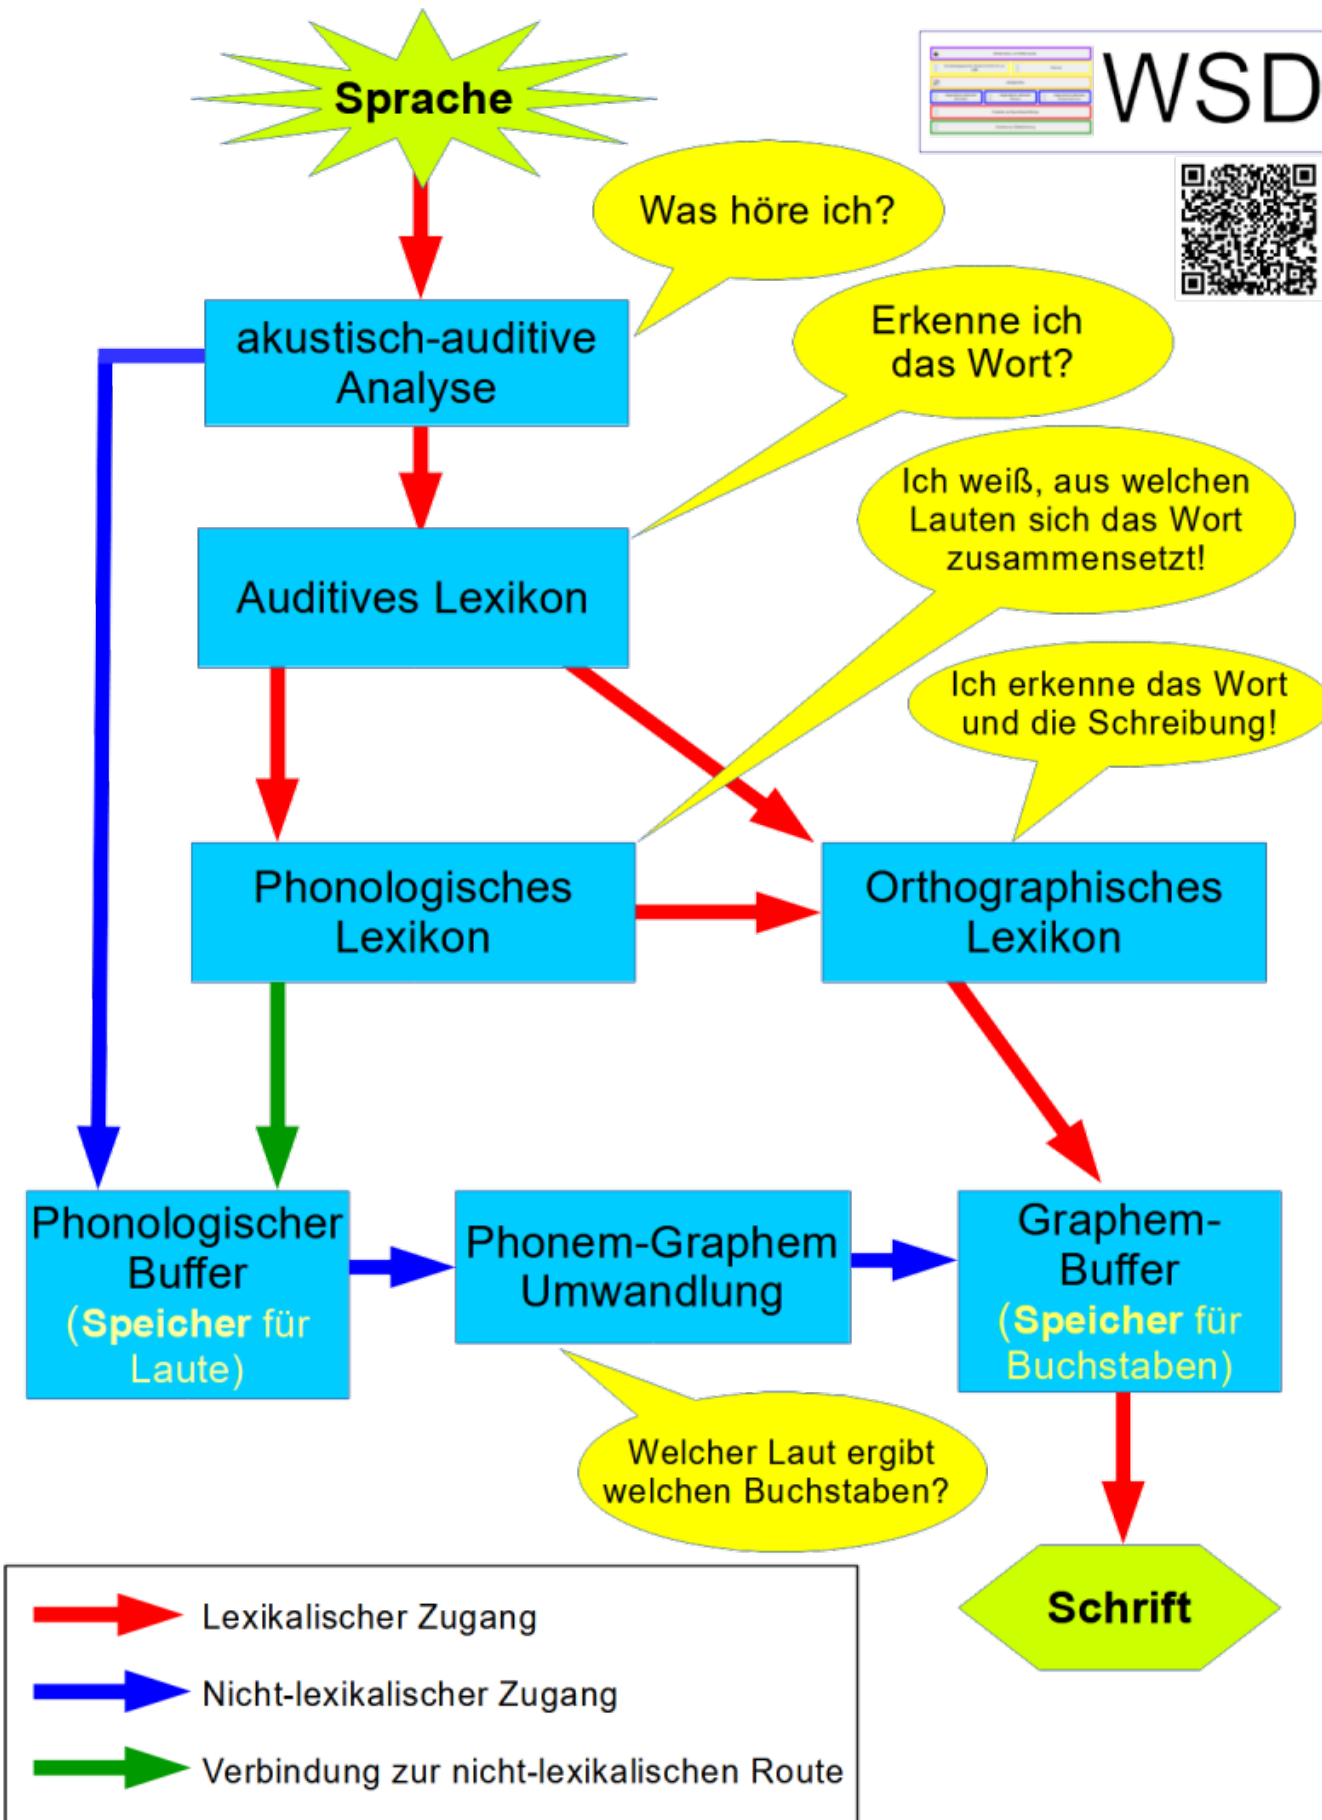 Sprache
WSD
Was höre ich?
akustisch-auditive
Analyse
Erkenne ich
das Wort?
Ich weiß, aus welchen
Lauten sich das Wort
zusammensetzt!
Auditives Lexikon
Ich erkenne das Wort
und die Schreibung!
Phonologisches
Lexikon
Orthographisches
Lexikon
Phonologischer
Buffer
(Speicher für
Laute)
Phonem-Graphem
Umwandlung
Graphem-
Buffer
(Speicher für
Buchstaben)
Welcher Laut ergibt
welchen Buchstaben?
Schrift
Lexikalischer Zugang
Nicht-lexikalischer Zugang
Verbindung zur nicht-lexikalischen Route